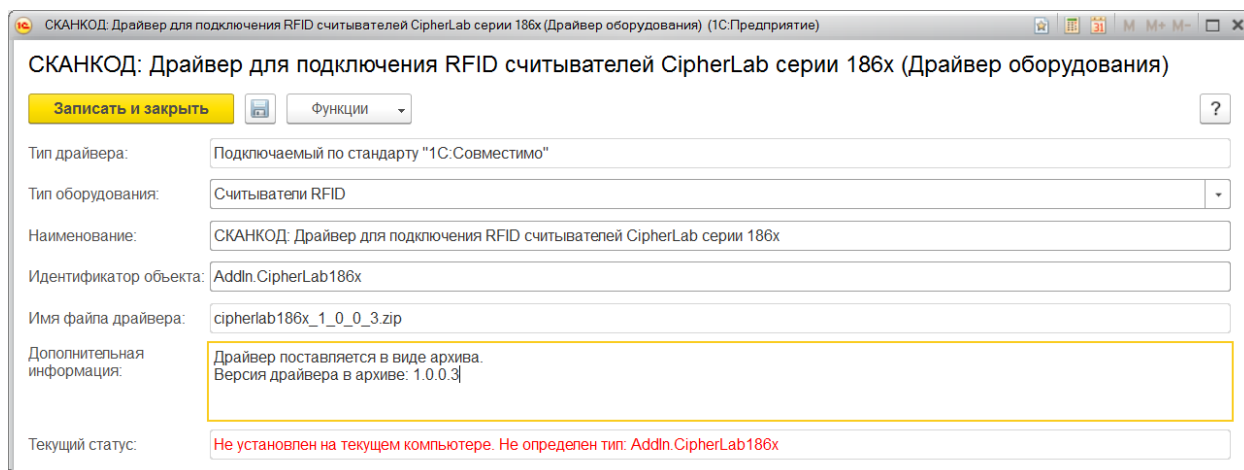 1С СКАНКОД: Драйвер для подключения RFID считывателей CipherLab серии 186x (Драйвер оборудования) (1С:Предприятие) 31 M M+ M-
СКАНКОД: Драйвер для подключения RFID считывателей CipherLab серии 186x (Драйвер оборудования)
Записать и закрыть Функции ?
Тип драйвера: Подключаемый по стандарту "1С:Совместимо"
Тип оборудования: Считыватели RFID
Наименование: СКАНКОД: Драйвер для подключения RFID считывателей CipherLab серии 186x
Идентификатор объекта: AddIn.CipherLab186x
Имя файла драйвера: cipherlab186x_1_0_0_3.zip
Дополнительная информация: Драйвер поставляется в виде архива.
Версия драйвера в архиве: 1.0.0.3
Текущий статус: Не установлен на текущем компьютере. Не определен тип: AddIn.CipherLab186x